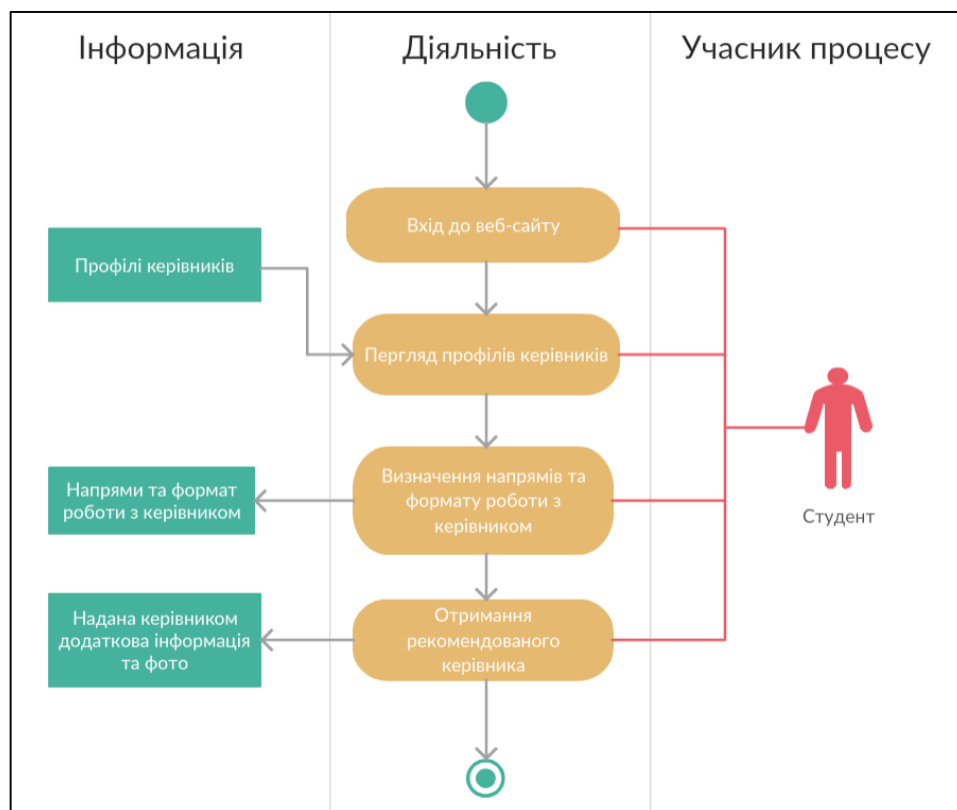 Інформація
Діяльність
Учасник процесу
Вхід до веб-сайту
Профілі керівників
Пергляд профілів керівників
Визначення напрямів та
формату роботи з
керівником
Напрями та формат
роботи з керівником
Студент
Отримання
рекомендованого
керівника
Надана керівником
додаткова інформація
та фото